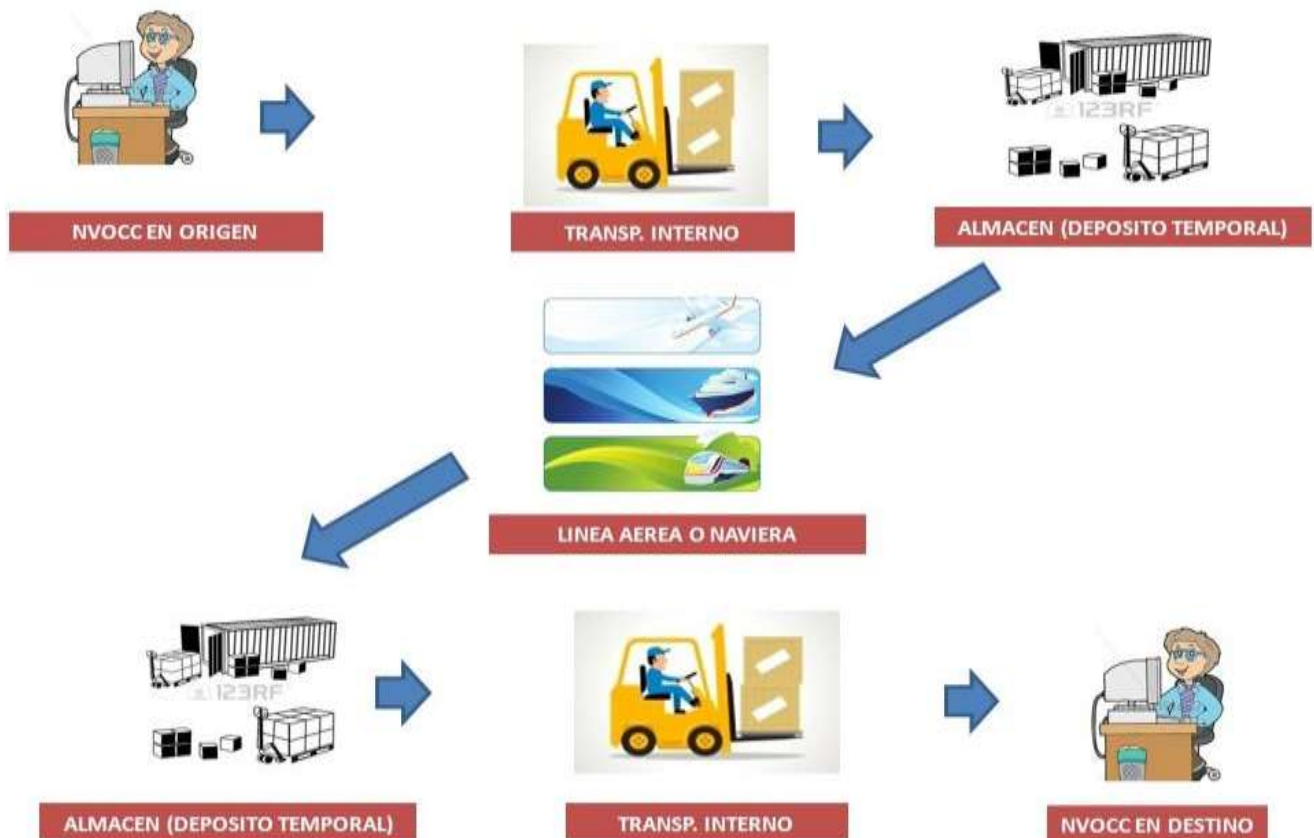 123RF
NVOCC EN ORIGEN
TRANSP. INTERNO
ALMACEN (DEPOSITO TEMPORAL)
LINEA AEREA O NAVIERA
123RF
ALMACEN (DEPOSITO TEMPORAL)
TRANSP. INTERNO
NVOCC EN DESTINO